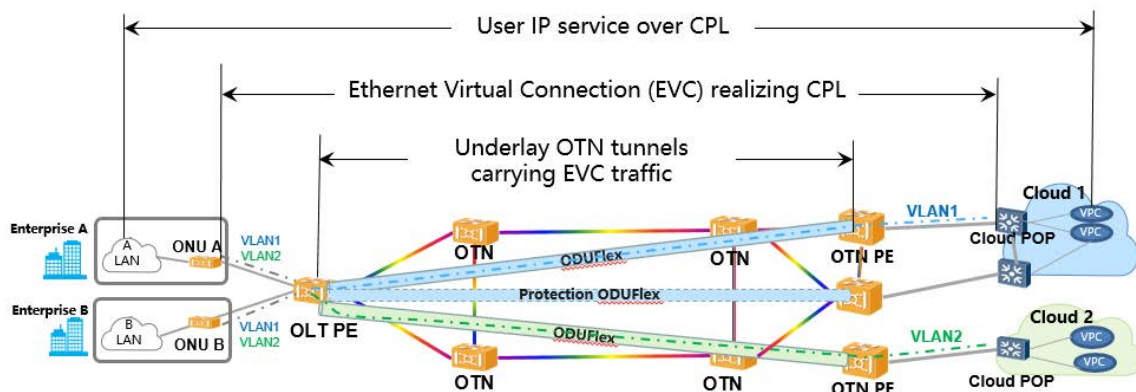 User IP service over CPL
Ethernet Virtual Connection (EVC) realizing CPL
Underlay OTN tunnels
carrying EVC traffic
Enterprise A
A
LAN
ONU A
VLAN1
VLAN2
Enterprise B
B
LAN
ONU B
VLAN1
VLAN2
OLT PE
OTN
OTN
ODUFlex
Protection ODUFlex
ODUFlex
OTN
OTN
OTN PE
OTN PE
VLAN1
VLAN2
Cloud 1
VPC
VPC
Cloud POP
Cloud 2
VPC
VPC
Cloud POP